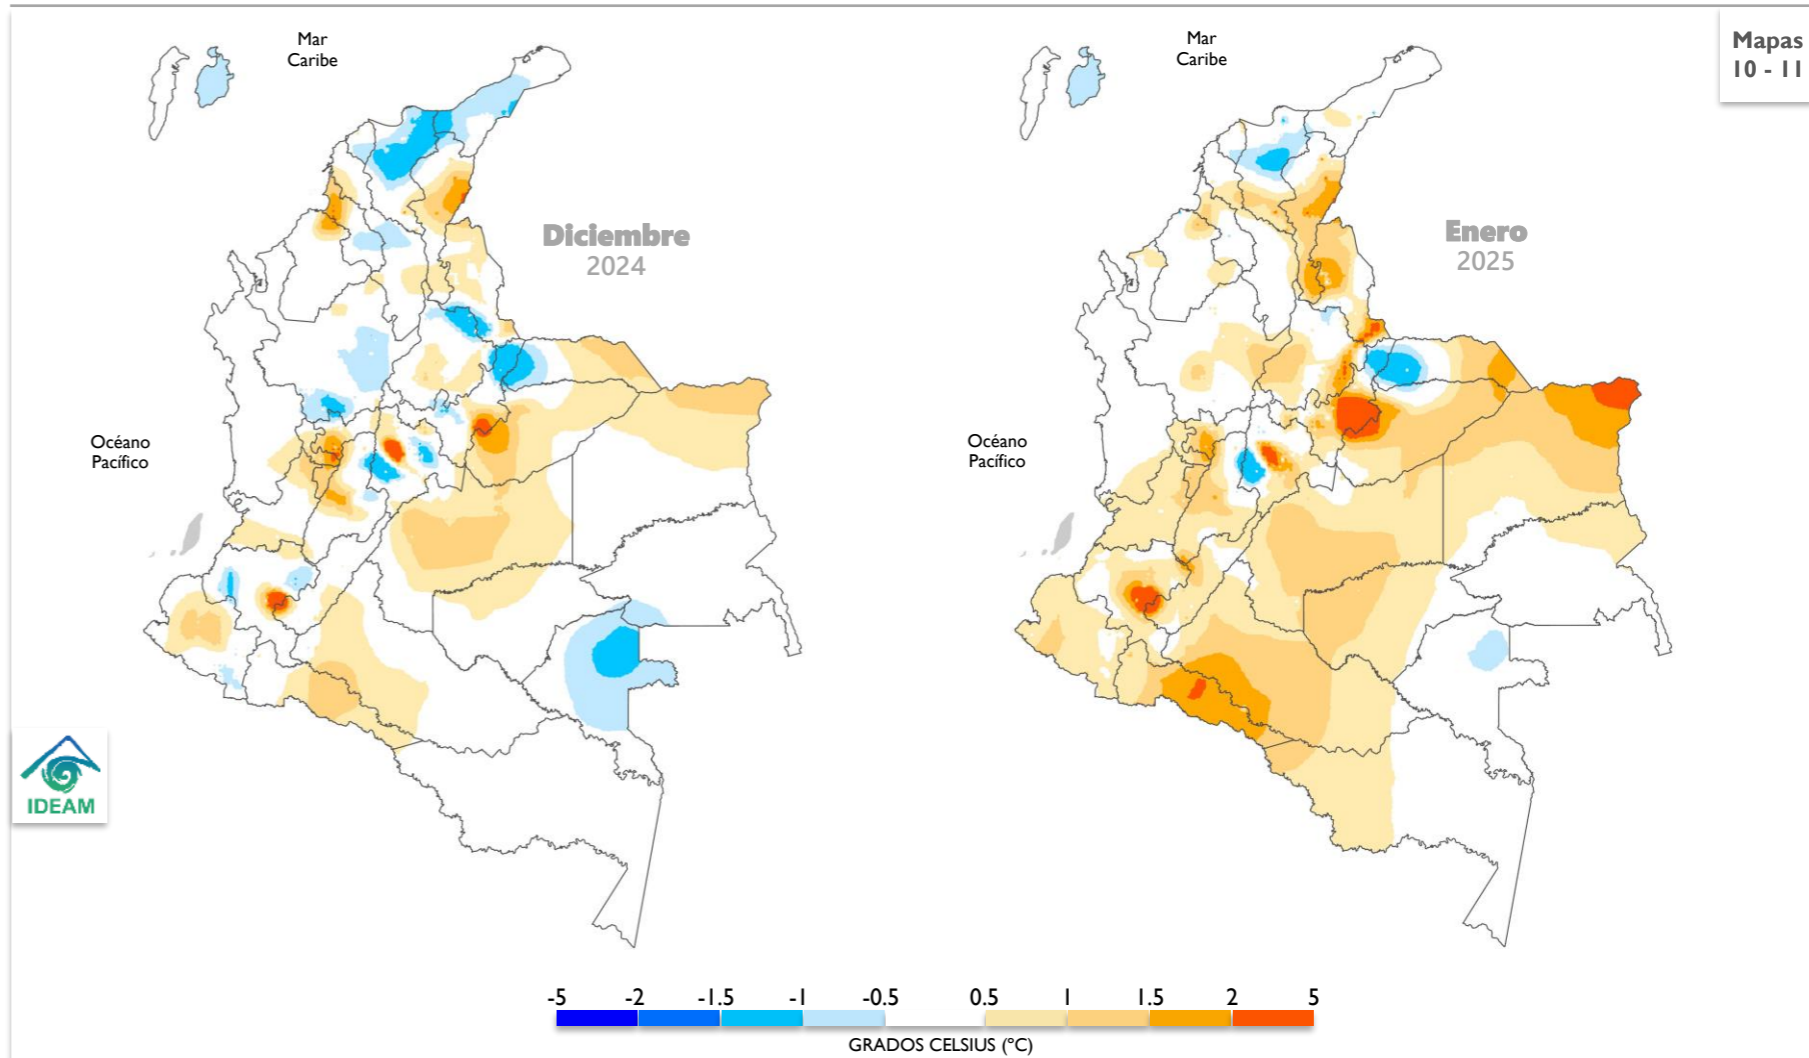 Mar
Caribe
Mar
Caribe
Mapas
10 - 11
Diciembre
2024
Enero
2025
Océano
Pacífico
Océano
Pacífico
IDEAM
-5 -2 -1.5 -1 -0.5 0.5 1 1.5 2 5
GRADOS CELSIUS (°C)